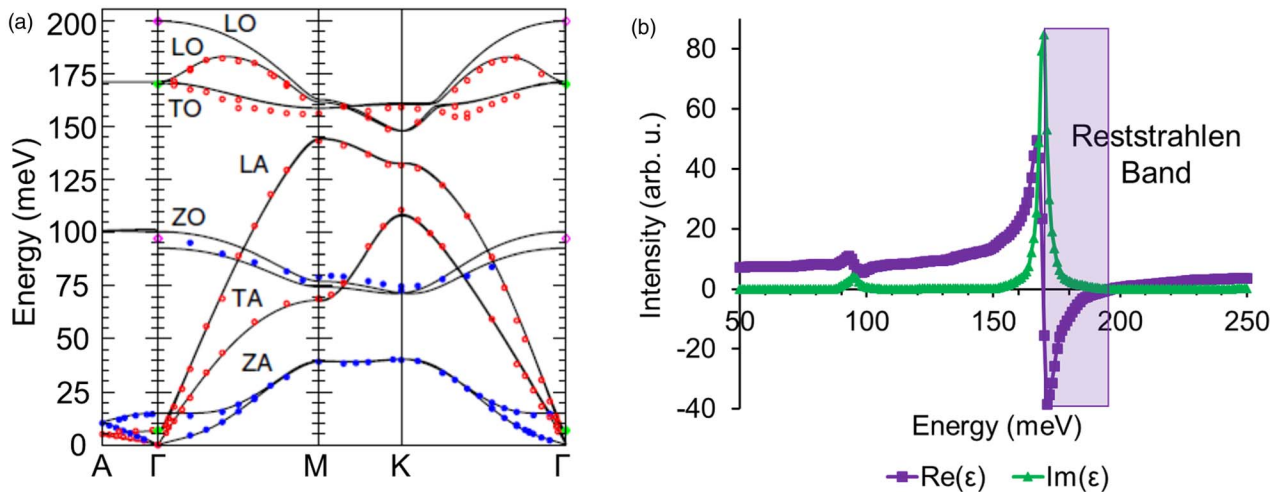 (a)
Energy (meV)
200
175
150
125
100
75
50
25
0
LO
LO
TO
LA
ZO
TA
ZA
A Γ M K Γ
(b)
Intensity (arb. u.)
80
60
40
20
0
-20
-40
50 100 150 200 250
Reststrahlen
Band
Energy (meV)
Re(ε) Im(ε)